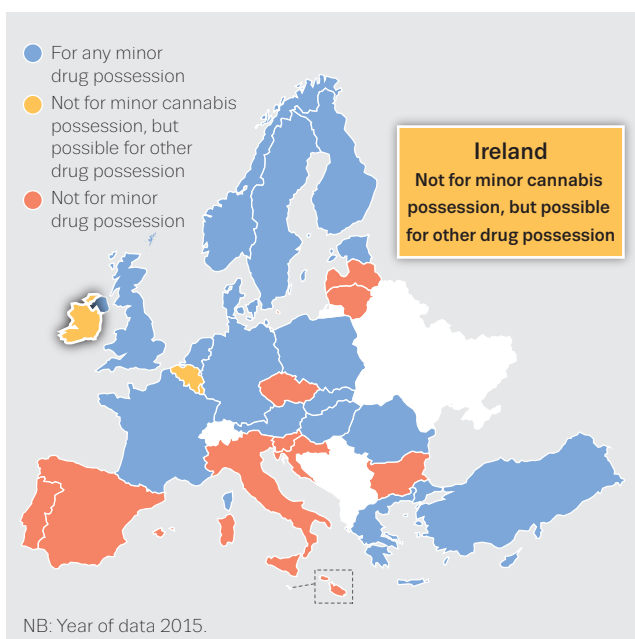 For any minor
drug possession
Not for minor cannabis
possession, but
possible for other
drug possession
Not for minor
drug possession
Ireland
Not for minor cannabis
possession, but possible
for other drug possession
NB: Year of data 2015.